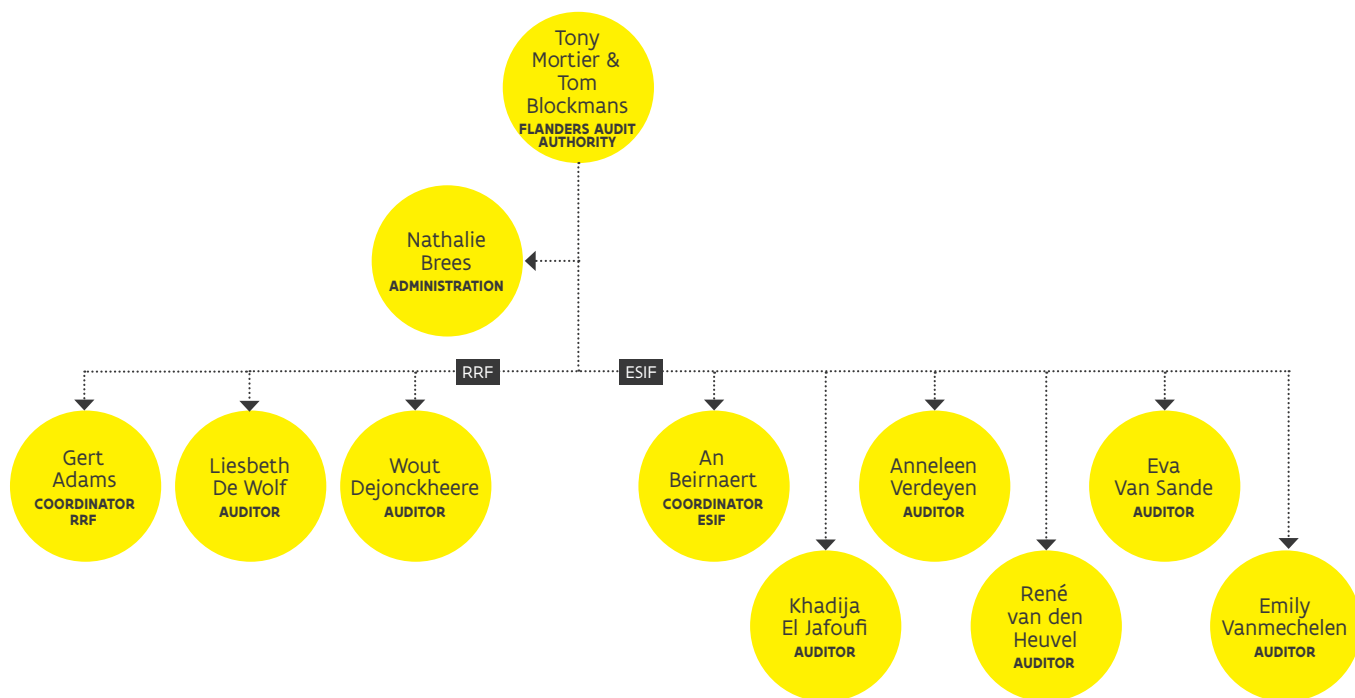 Tony
Mortier &
Tom
Blockmans
FLANDERS AUDIT
AUTHORITY
Nathalie
Brees
ADMINISTRATION
RRF
ESIF
Gert
Adams
COORDINATOR
RRF
Liesbeth
De Wolf
AUDITOR
Wout
Dejonckheere
AUDITOR
An
Beirnaert
COORDINATOR
ESIF
Khadija
El Jafoufi
AUDITOR
Anneleen
Verdeyen
AUDITOR
René
van den
Heuvel
AUDITOR
Eva
Van Sande
AUDITOR
Emily
Vanmechelen
AUDITOR